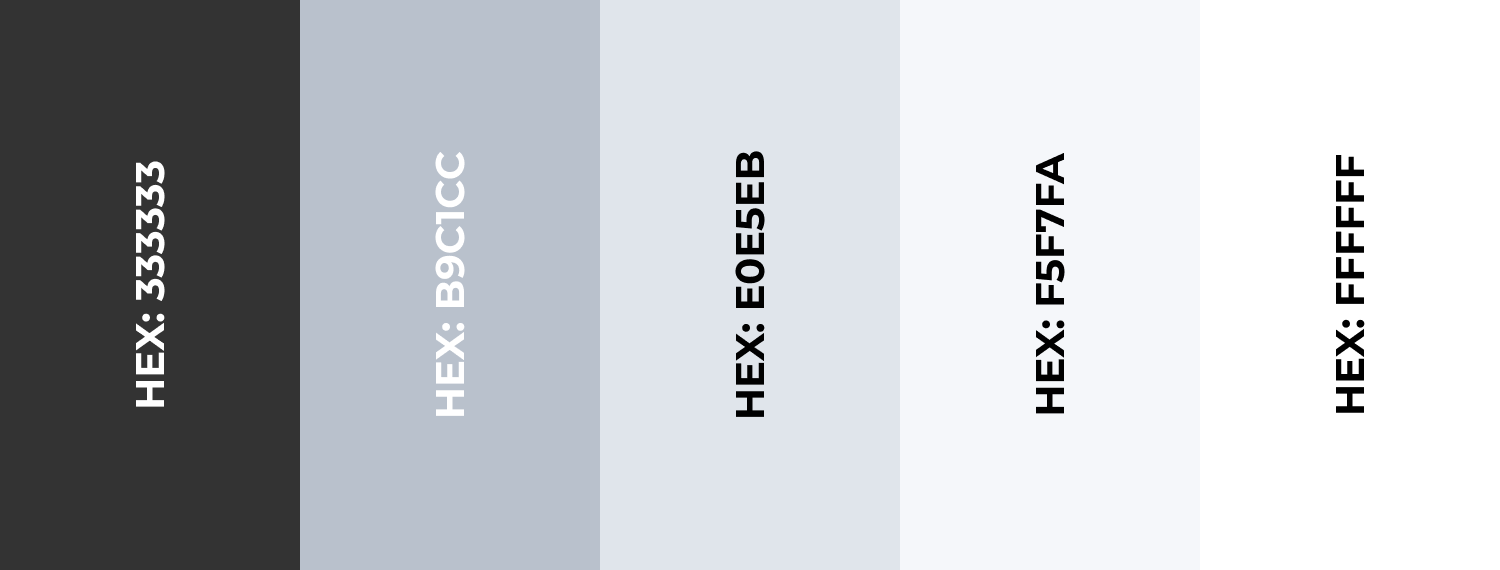 HEX: 333333
HEX: B9C1CC
HEX: E0E5EB
HEX: F5F7FA
HEX: FFFFFF